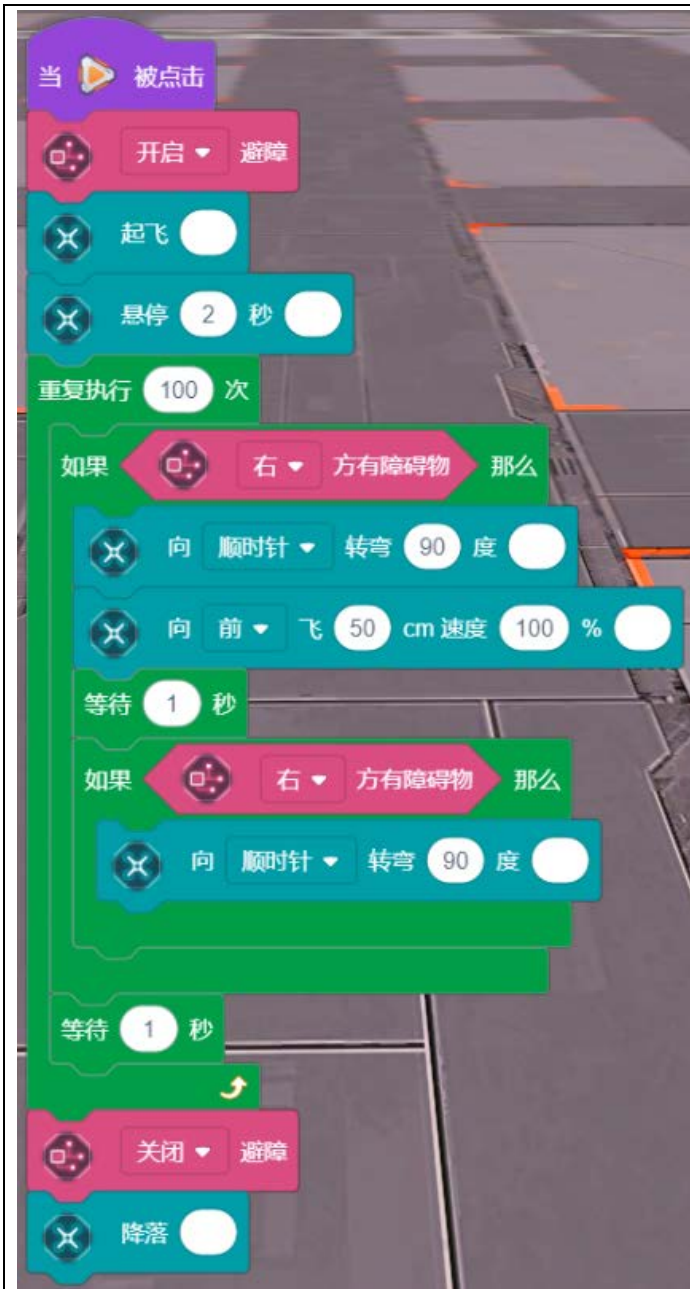 当 被点击
开启 避障
起飞
悬停 2 秒
重复执行 100 次
如果 右 方有障碍物 那么
向 顺时针 转弯 90 度
向 前 飞 50 cm 速度 100 %
等待 1 秒
如果 右 方有障碍物 那么
向 顺时针 转弯 90 度
等待 1 秒
关闭 避障
降落